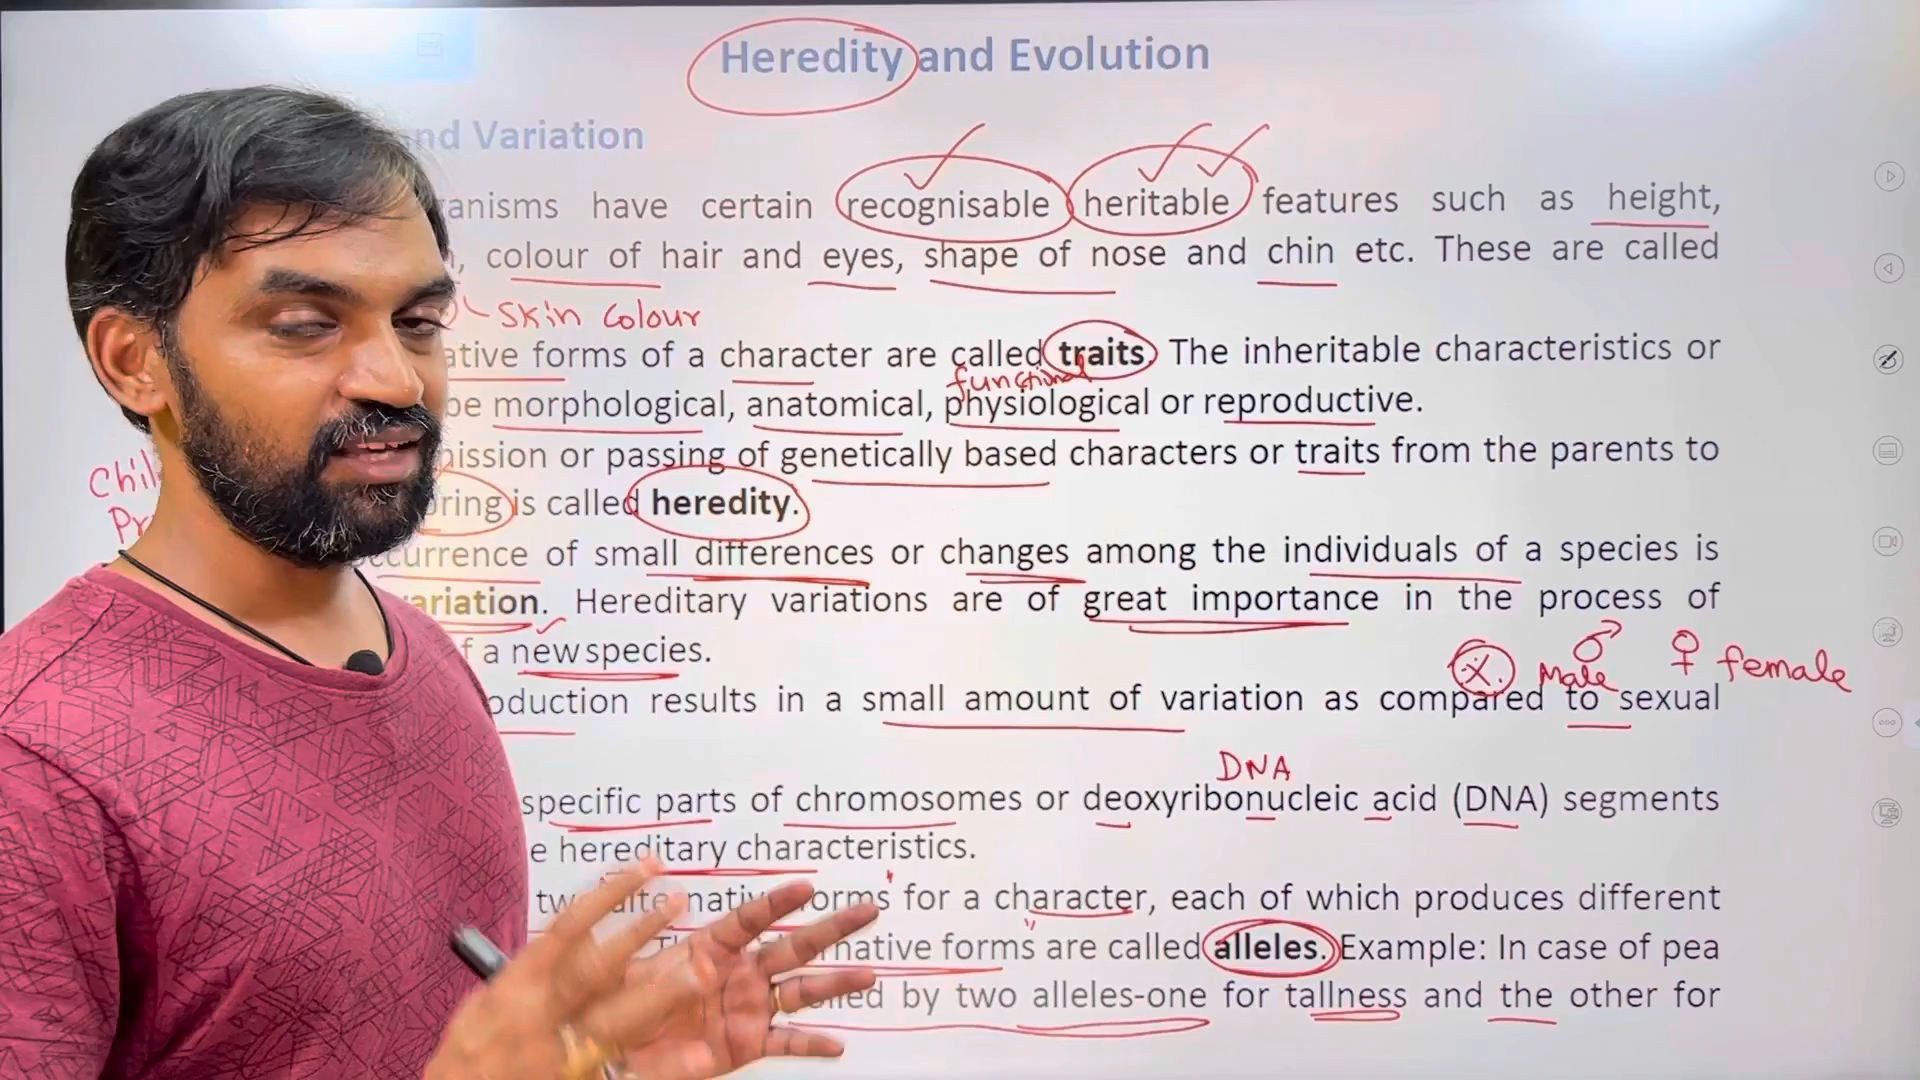 Heredity and Evolution
and Variation
anisms have certain recognisable heritable features such as height,
, colour of hair and eyes, shape of nose and chin etc. These are called
skin colour
ative forms of a character are called traits. The inheritable characteristics or
functional
be morphological, anatomical, physiological or reproductive.
ission or passing of genetically based characters or traits from the parents to
Chil
ring is called heredity.
Pr
currence of small differences or changes among the individuals of a species is
ariation. Hereditary variations are of great importance in the process of
f a new species.
X. Male ♂ ♀ female
oduction results in a small amount of variation as compared to sexual
DNA
specific parts of chromosomes or deoxyribonucleic acid (DNA) segments
e hereditary characteristics.
forms for a character, each of which produces different
native forms" are called alleles. Example: In case of pea
lled by two alleles-one for tallness and the other for